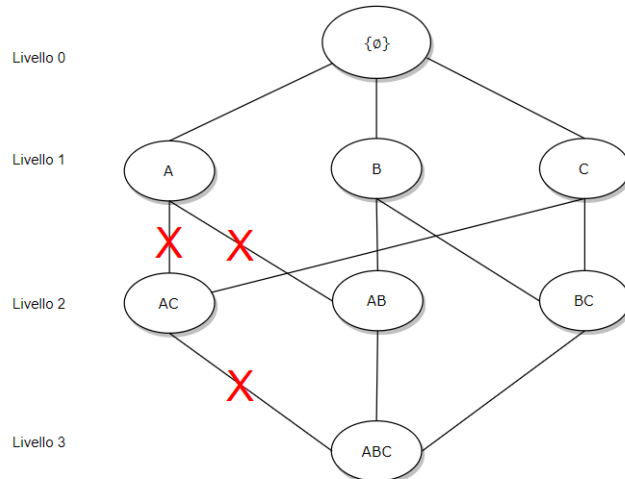 Livello 0
{ø}
Livello 1
A
B
C
X
X
Livello 2
AC
AB
BC
X
Livello 3
ABC